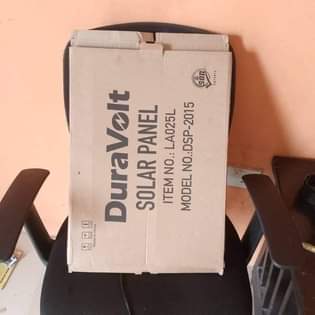 DuraVolt
SOLAR PANEL
ITEM NO.: LA025L
MODEL NO.:DSP-2015